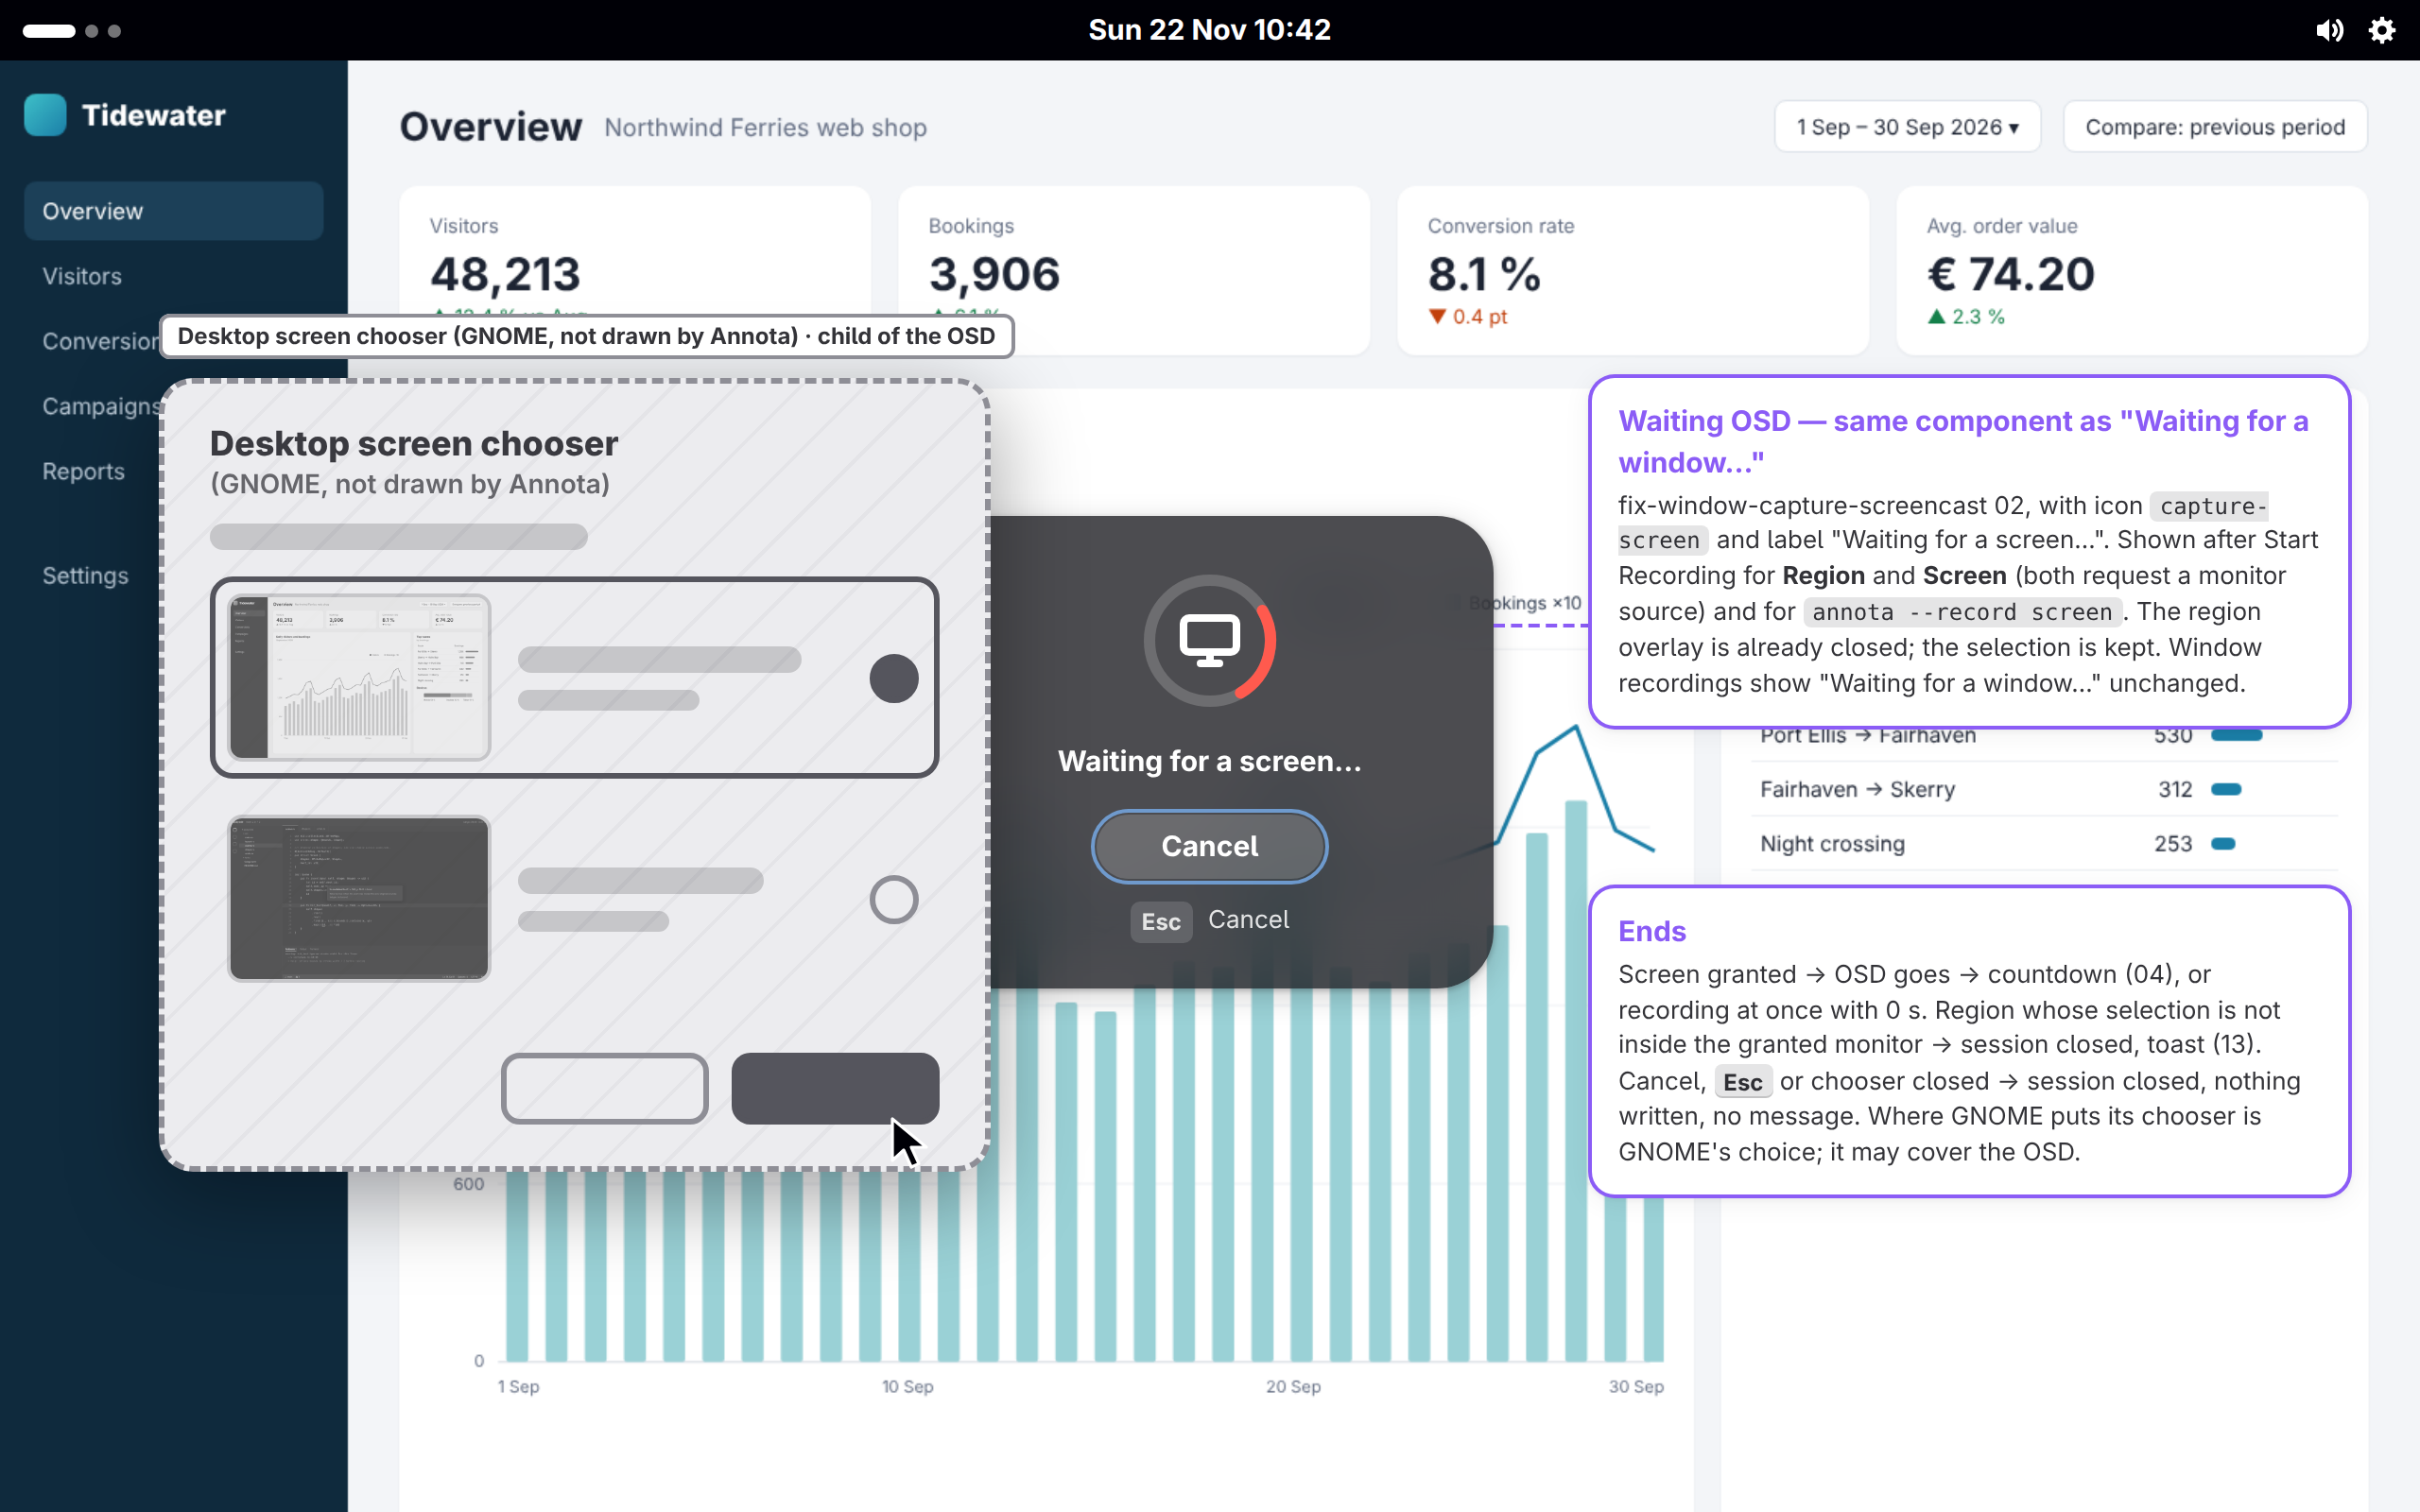 Sun 22 Nov 10:42
Tidewater
Overview
Visitors
Conversion
Campaigns
Reports
Settings
Overview
Northwind Ferries web shop
1 Sep – 30 Sep 2026 ▾
Compare: previous period
Visitors
48,213
Bookings
3,906
Conversion rate
8.1 %
▼ 0.4 pt
Avg. order value
€ 74.20
▲ 2.3 %
Desktop screen chooser (GNOME, not drawn by Annota) · child of the OSD
Desktop screen chooser
(GNOME, not drawn by Annota)
Waiting for a screen…
Cancel
Esc Cancel
Bookings ×10
Waiting OSD — same component as "Waiting for a
window…"
fix-window-capture-screencast 02, with icon capture-
screen and label "Waiting for a screen…". Shown after Start
Recording for Region and Screen (both request a monitor
source) and for annota --record screen. The region
overlay is already closed; the selection is kept. Window
recordings show "Waiting for a window…" unchanged.
Port Ellis → Fairhaven 530
Fairhaven → Skerry 312
Night crossing 253
Ends
Screen granted → OSD goes → countdown (04), or
recording at once with 0 s. Region whose selection is not
inside the granted monitor → session closed, toast (13).
Cancel, Esc or chooser closed → session closed, nothing
written, no message. Where GNOME puts its chooser is
GNOME's choice; it may cover the OSD.
600
0
1 Sep
10 Sep
20 Sep
30 Sep